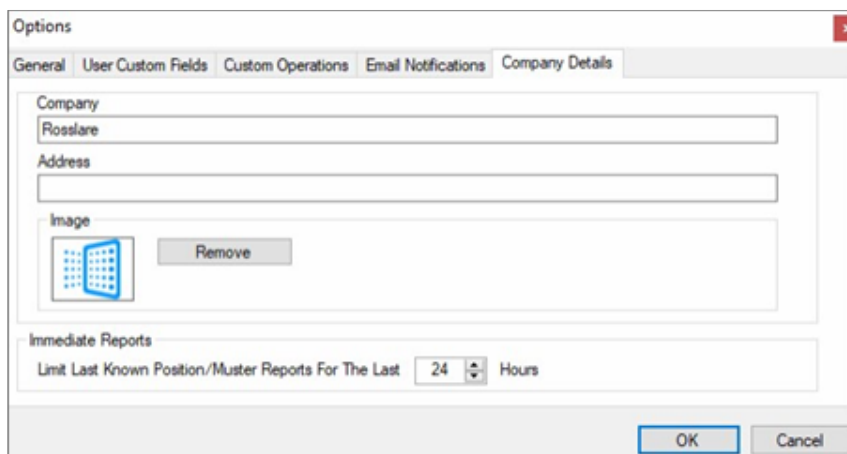 Options
General User Custom Fields Custom Operations Email Notifications Company Details
Company
Rosslare
Address
Image
Remove
Immediate Reports
Limit Last Known Position/Muster Reports For The Last 24 Hours
OK Cancel